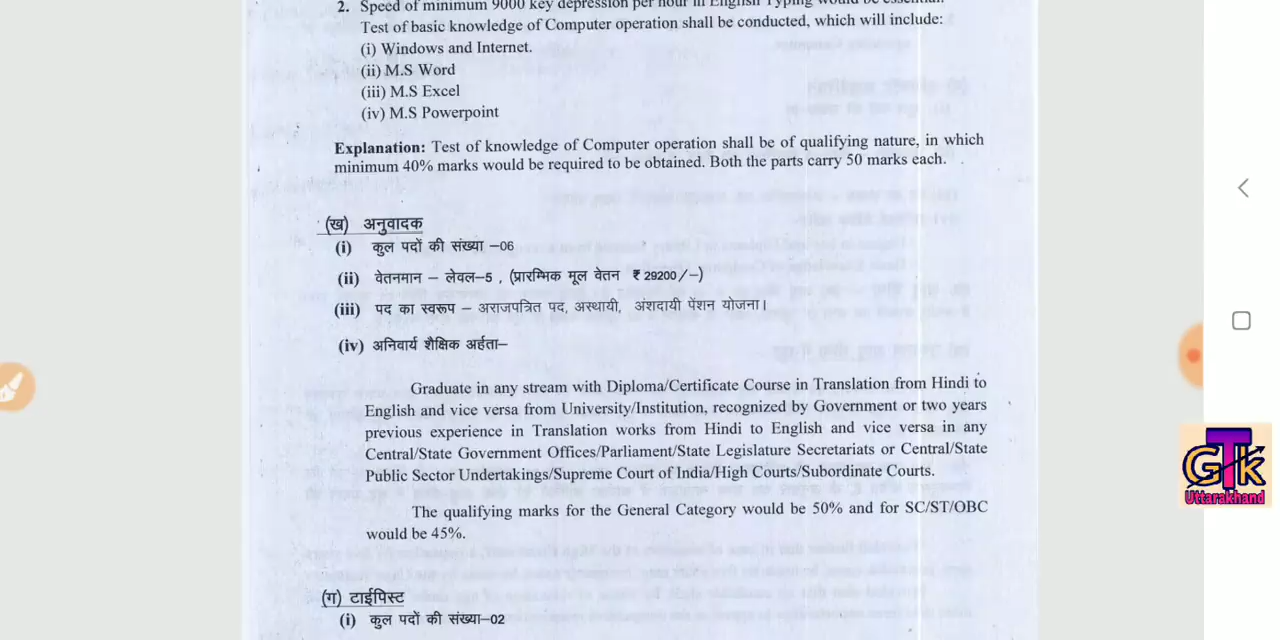 2. Speed of minimum 9000 key depression per hour in English Typing would be essential.
Test of basic knowledge of Computer operation shall be conducted, which will include:
(i) Windows and Internet.
(ii) M.S Word
(iii) M.S Excel
(iv) M.S Powerpoint
Explanation: Test of knowledge of Computer operation shall be of qualifying nature, in which
minimum 40% marks would be required to be obtained. Both the parts carry 50 marks each.
(ख) अनुवादक
(i) कुल पदों की संख्या –06
(ii) वेतनमान – लेवल–5 , (प्रारम्भिक मूल वेतन ₹ 29200/–)
(iii) पद का स्वरूप – अराजपत्रित पद, अस्थायी, अंशदायी पेंशन योजना।
(iv) अनिवार्य शैक्षिक अर्हता–
Graduate in any stream with Diploma/Certificate Course in Translation from Hindi to
English and vice versa from University/Institution, recognized by Government or two years
previous experience in Translation works from Hindi to English and vice versa in any
Central/State Government Offices/Parliament/State Legislature Secretariats or Central/State
Public Sector Undertakings/Supreme Court of India/High Courts/Subordinate Courts.
The qualifying marks for the General Category would be 50% and for SC/ST/OBC
would be 45%.
(ग) टाईपिस्ट
(i) कुल पदों की संख्या–02
GTK
Uttarakhand